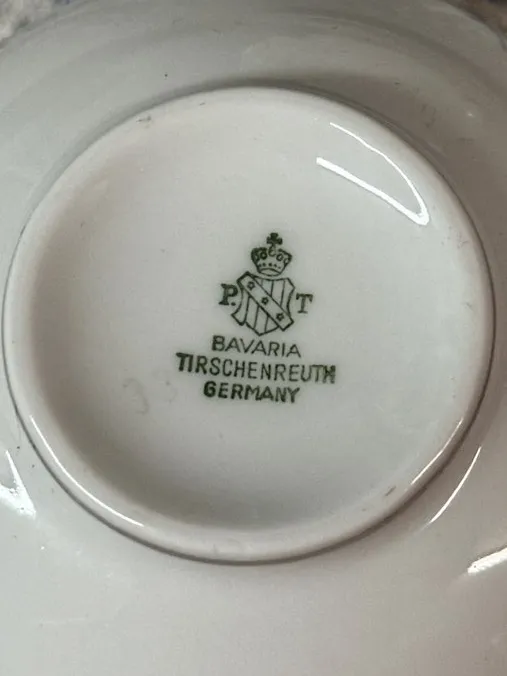 P. T
BAVARIA
TIRSCHENREUTH
GERMANY